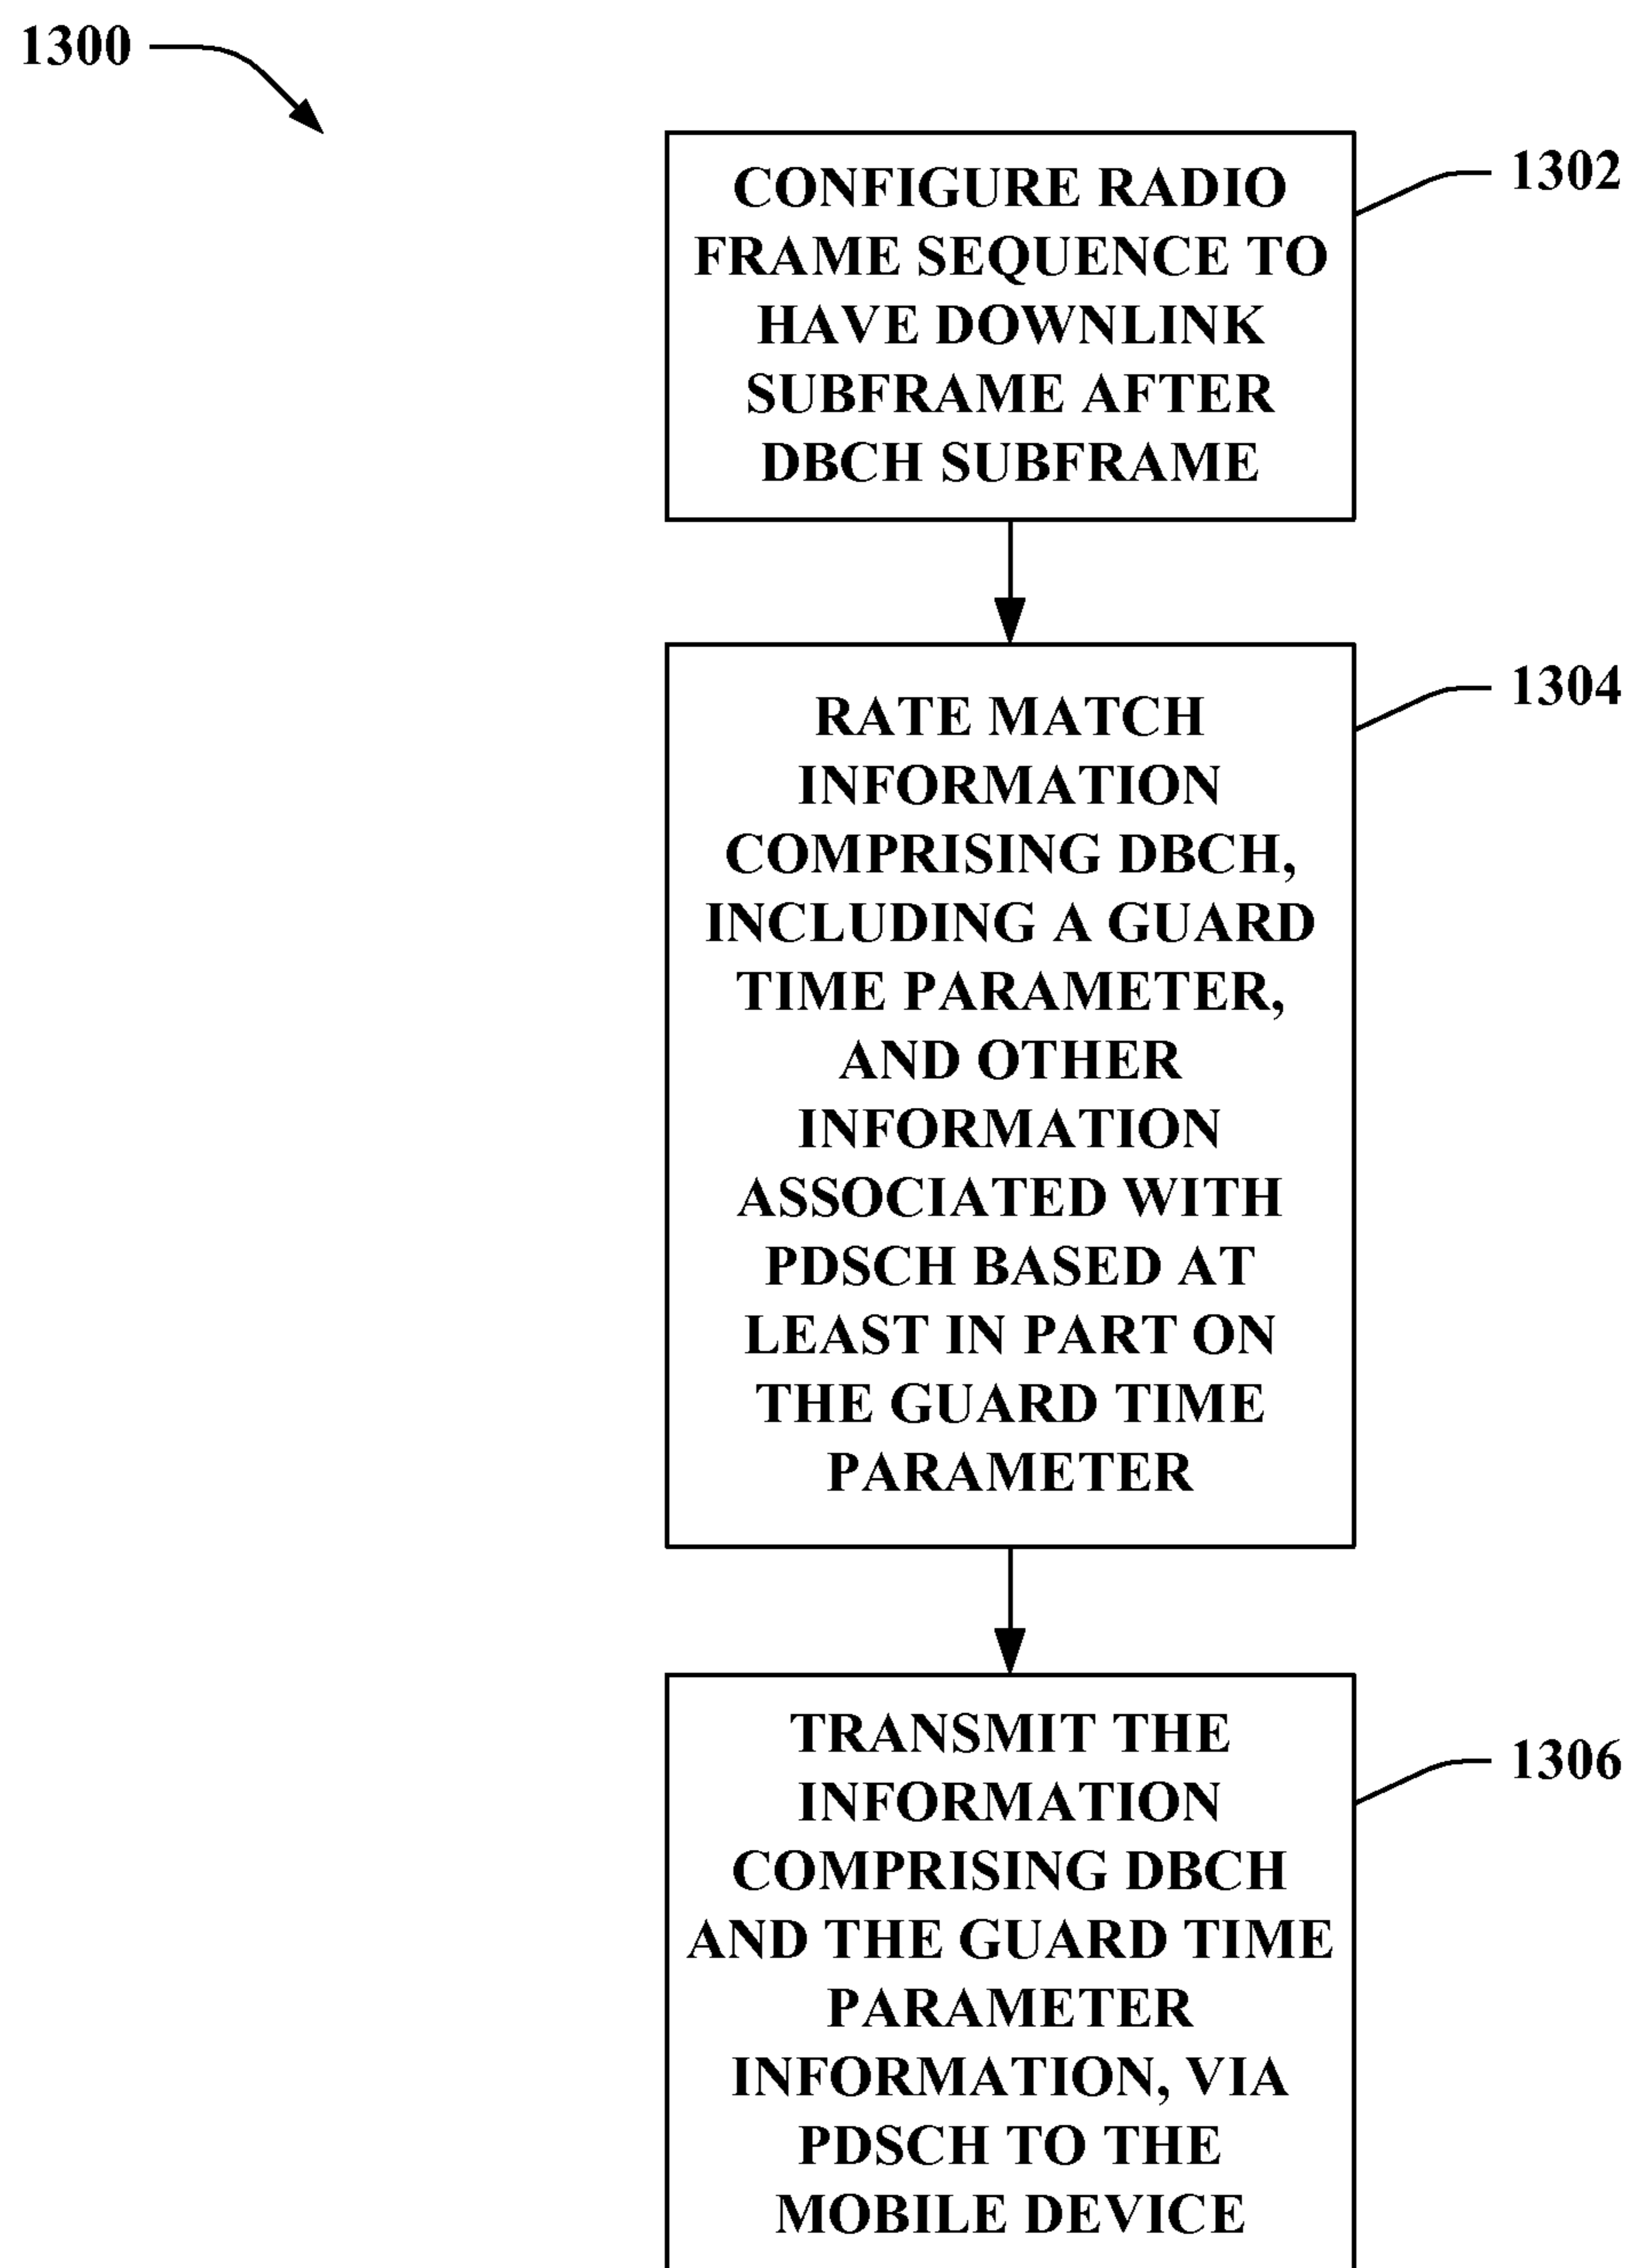 1300
1302
CONFIGURE RADIO
FRAME SEQUENCE TO
HAVE DOWNLINK
SUBFRAME AFTER
DBCH SUBFRAME
1304
RATE MATCH
INFORMATION
COMPRISING DBCH,
INCLUDING A GUARD
TIME PARAMETER,
AND OTHER
INFORMATION
ASSOCIATED WITH
PDSCH BASED AT
LEAST IN PART ON
THE GUARD TIME
PARAMETER
1306
TRANSMIT THE
INFORMATION
COMPRISING DBCH
AND THE GUARD TIME
PARAMETER
INFORMATION, VIA
PDSCH TO THE
MOBILE DEVICE